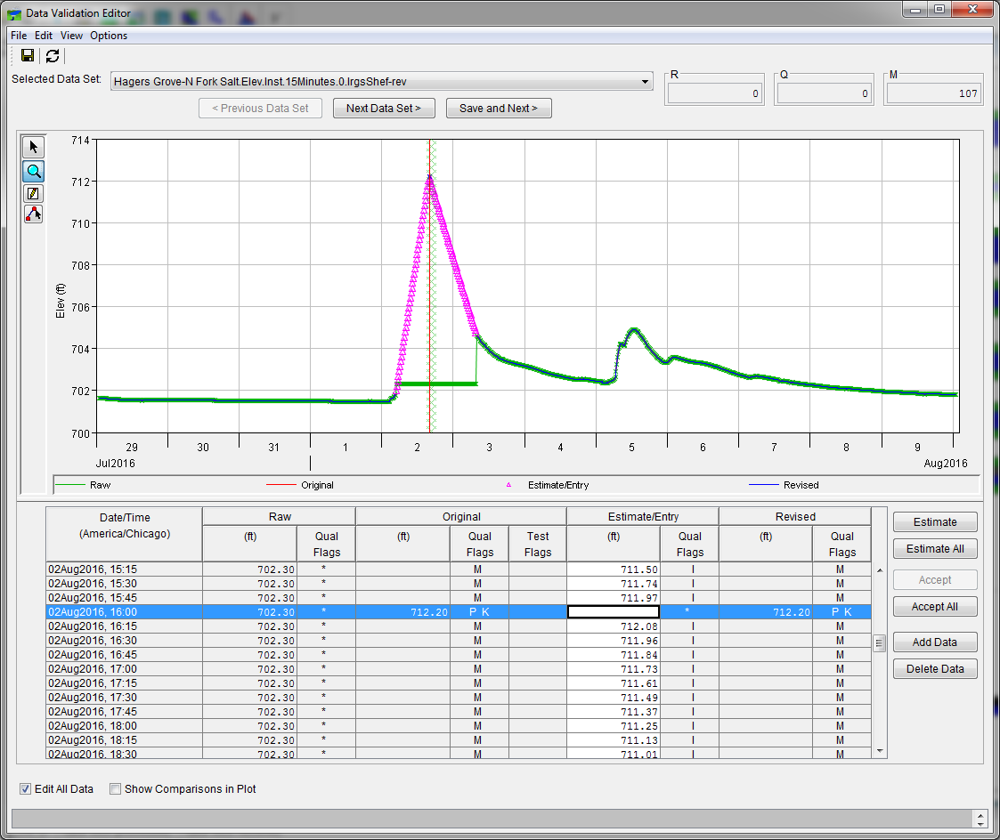 Data Validation Editor
File Edit View Options
Selected Data Set: Hagers Grove-N Fork Salt.Elev.Inst.15Minutes.0.IrgsShef-rev
R 0 Q 0 M 107
< Previous Data Set Next Data Set > Save and Next >
714
712
710
708
706
704
702
700
Elev (ft)
29 30 31 1 2 3 4 5 6 7 8 9
Jul2016 Aug2016
Raw Original Estimate/Entry Revised
Date/Time Raw Original Estimate/Entry Revised
(America/Chicago) (ft) Qual (ft) Qual Test (ft) Qual (ft) Qual
Flags Flags Flags Flags Flags
02Aug2016, 15:15 702.30 * M 711.50 I M
02Aug2016, 15:30 702.30 * M 711.74 I M
02Aug2016, 15:45 702.30 * M 711.97 I M
02Aug2016, 16:00 702.30 * 712.20 P K * 712.20 P K
02Aug2016, 16:15 702.30 * M 712.08 I M
02Aug2016, 16:30 702.30 * M 711.96 I M
02Aug2016, 16:45 702.30 * M 711.84 I M
02Aug2016, 17:00 702.30 * M 711.73 I M
02Aug2016, 17:15 702.30 * M 711.61 I M
02Aug2016, 17:30 702.30 * M 711.49 I M
02Aug2016, 17:45 702.30 * M 711.37 I M
02Aug2016, 18:00 702.30 * M 711.25 I M
02Aug2016, 18:15 702.30 * M 711.13 I M
02Aug2016, 18:30 702.30 * M 711.01 I M
Estimate
Estimate All
Accept
Accept All
Add Data
Delete Data
Edit All Data Show Comparisons in Plot